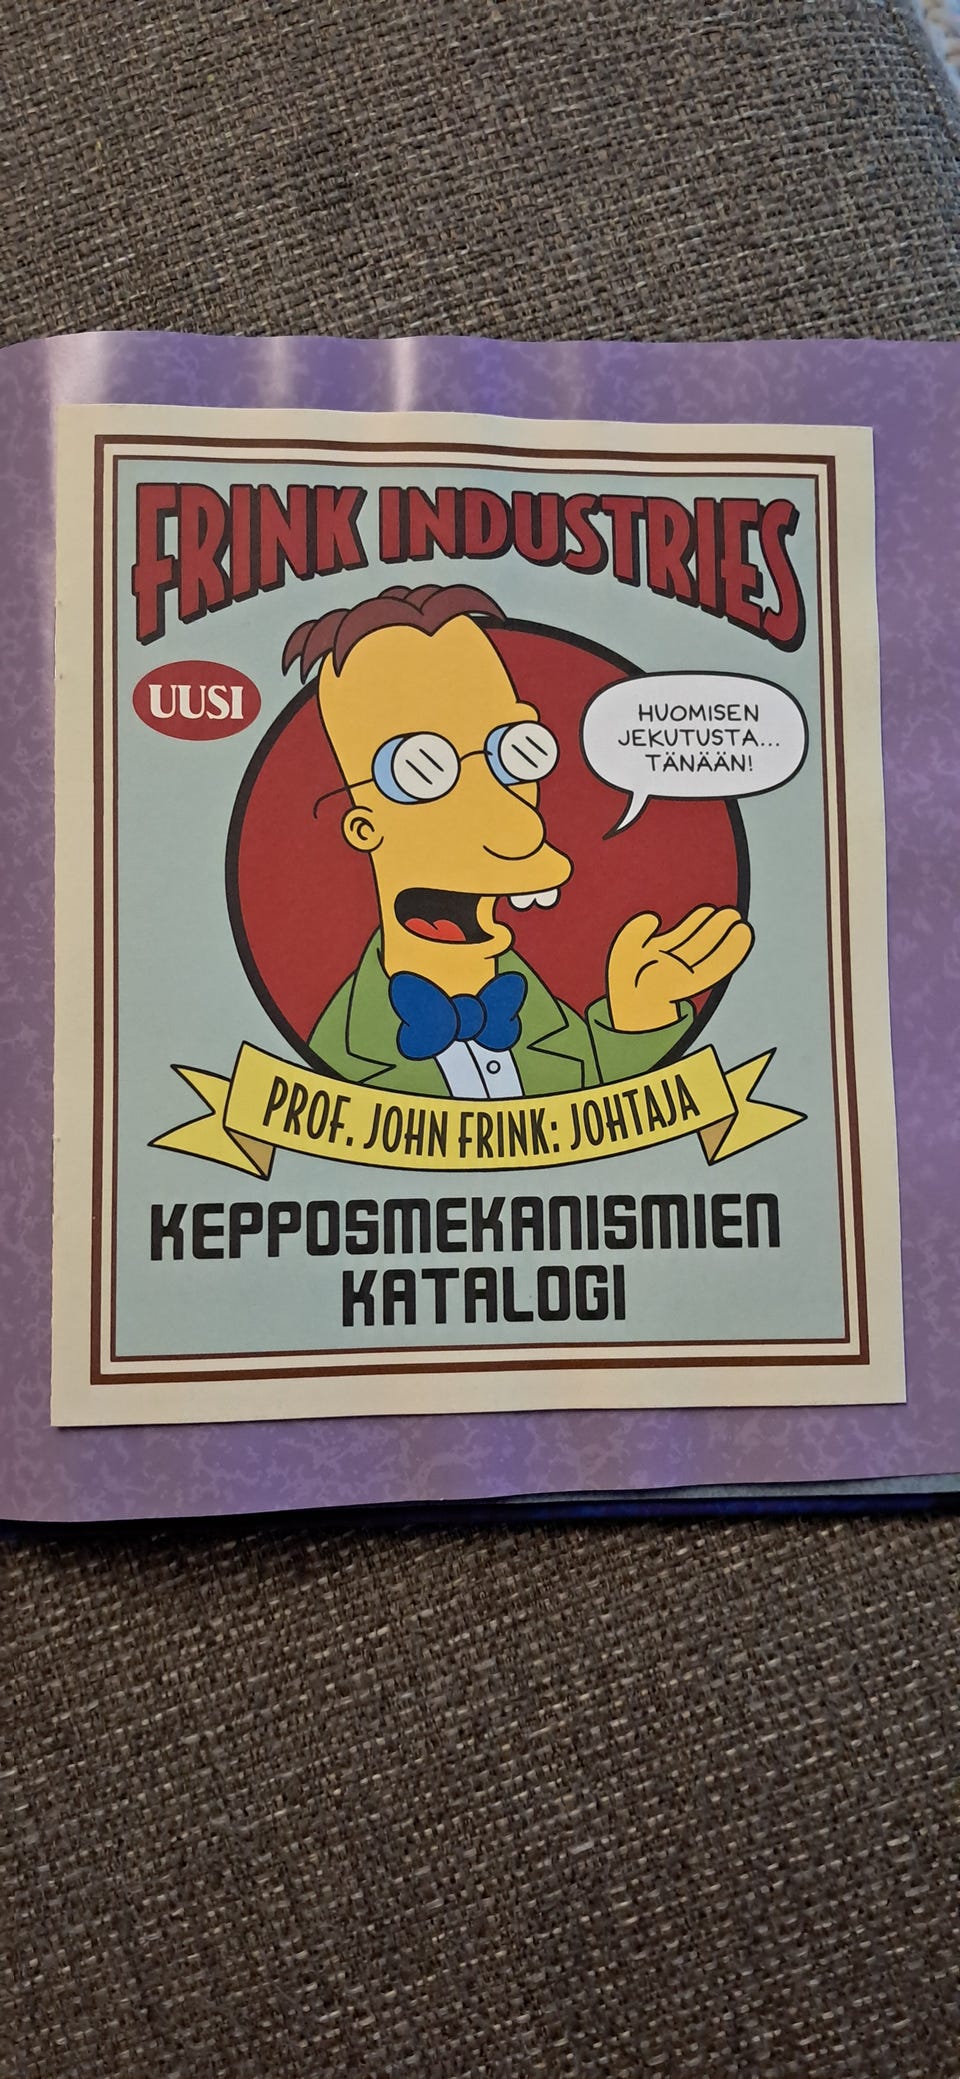 FRINK INDUSTRIES
UUSI
HUOMISEN
JEKUTUSTA...
TÄNÄÄN!
PROF. JOHN FRINK: JOHTAJA
KEPPOSMEKANISMIEN
KATALOGI